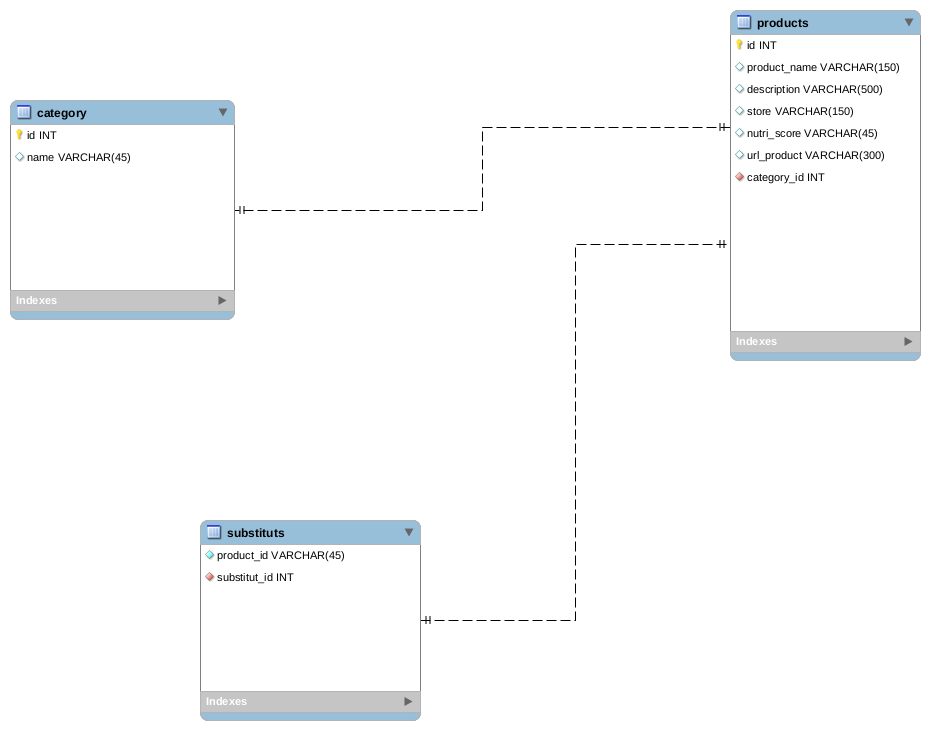 category
id INT
name VARCHAR(45)
Indexes
products
id INT
product_name VARCHAR(150)
description VARCHAR(500)
store VARCHAR(150)
nutri_score VARCHAR(45)
url_product VARCHAR(300)
category_id INT
Indexes
substituts
product_id VARCHAR(45)
substitut_id INT
Indexes